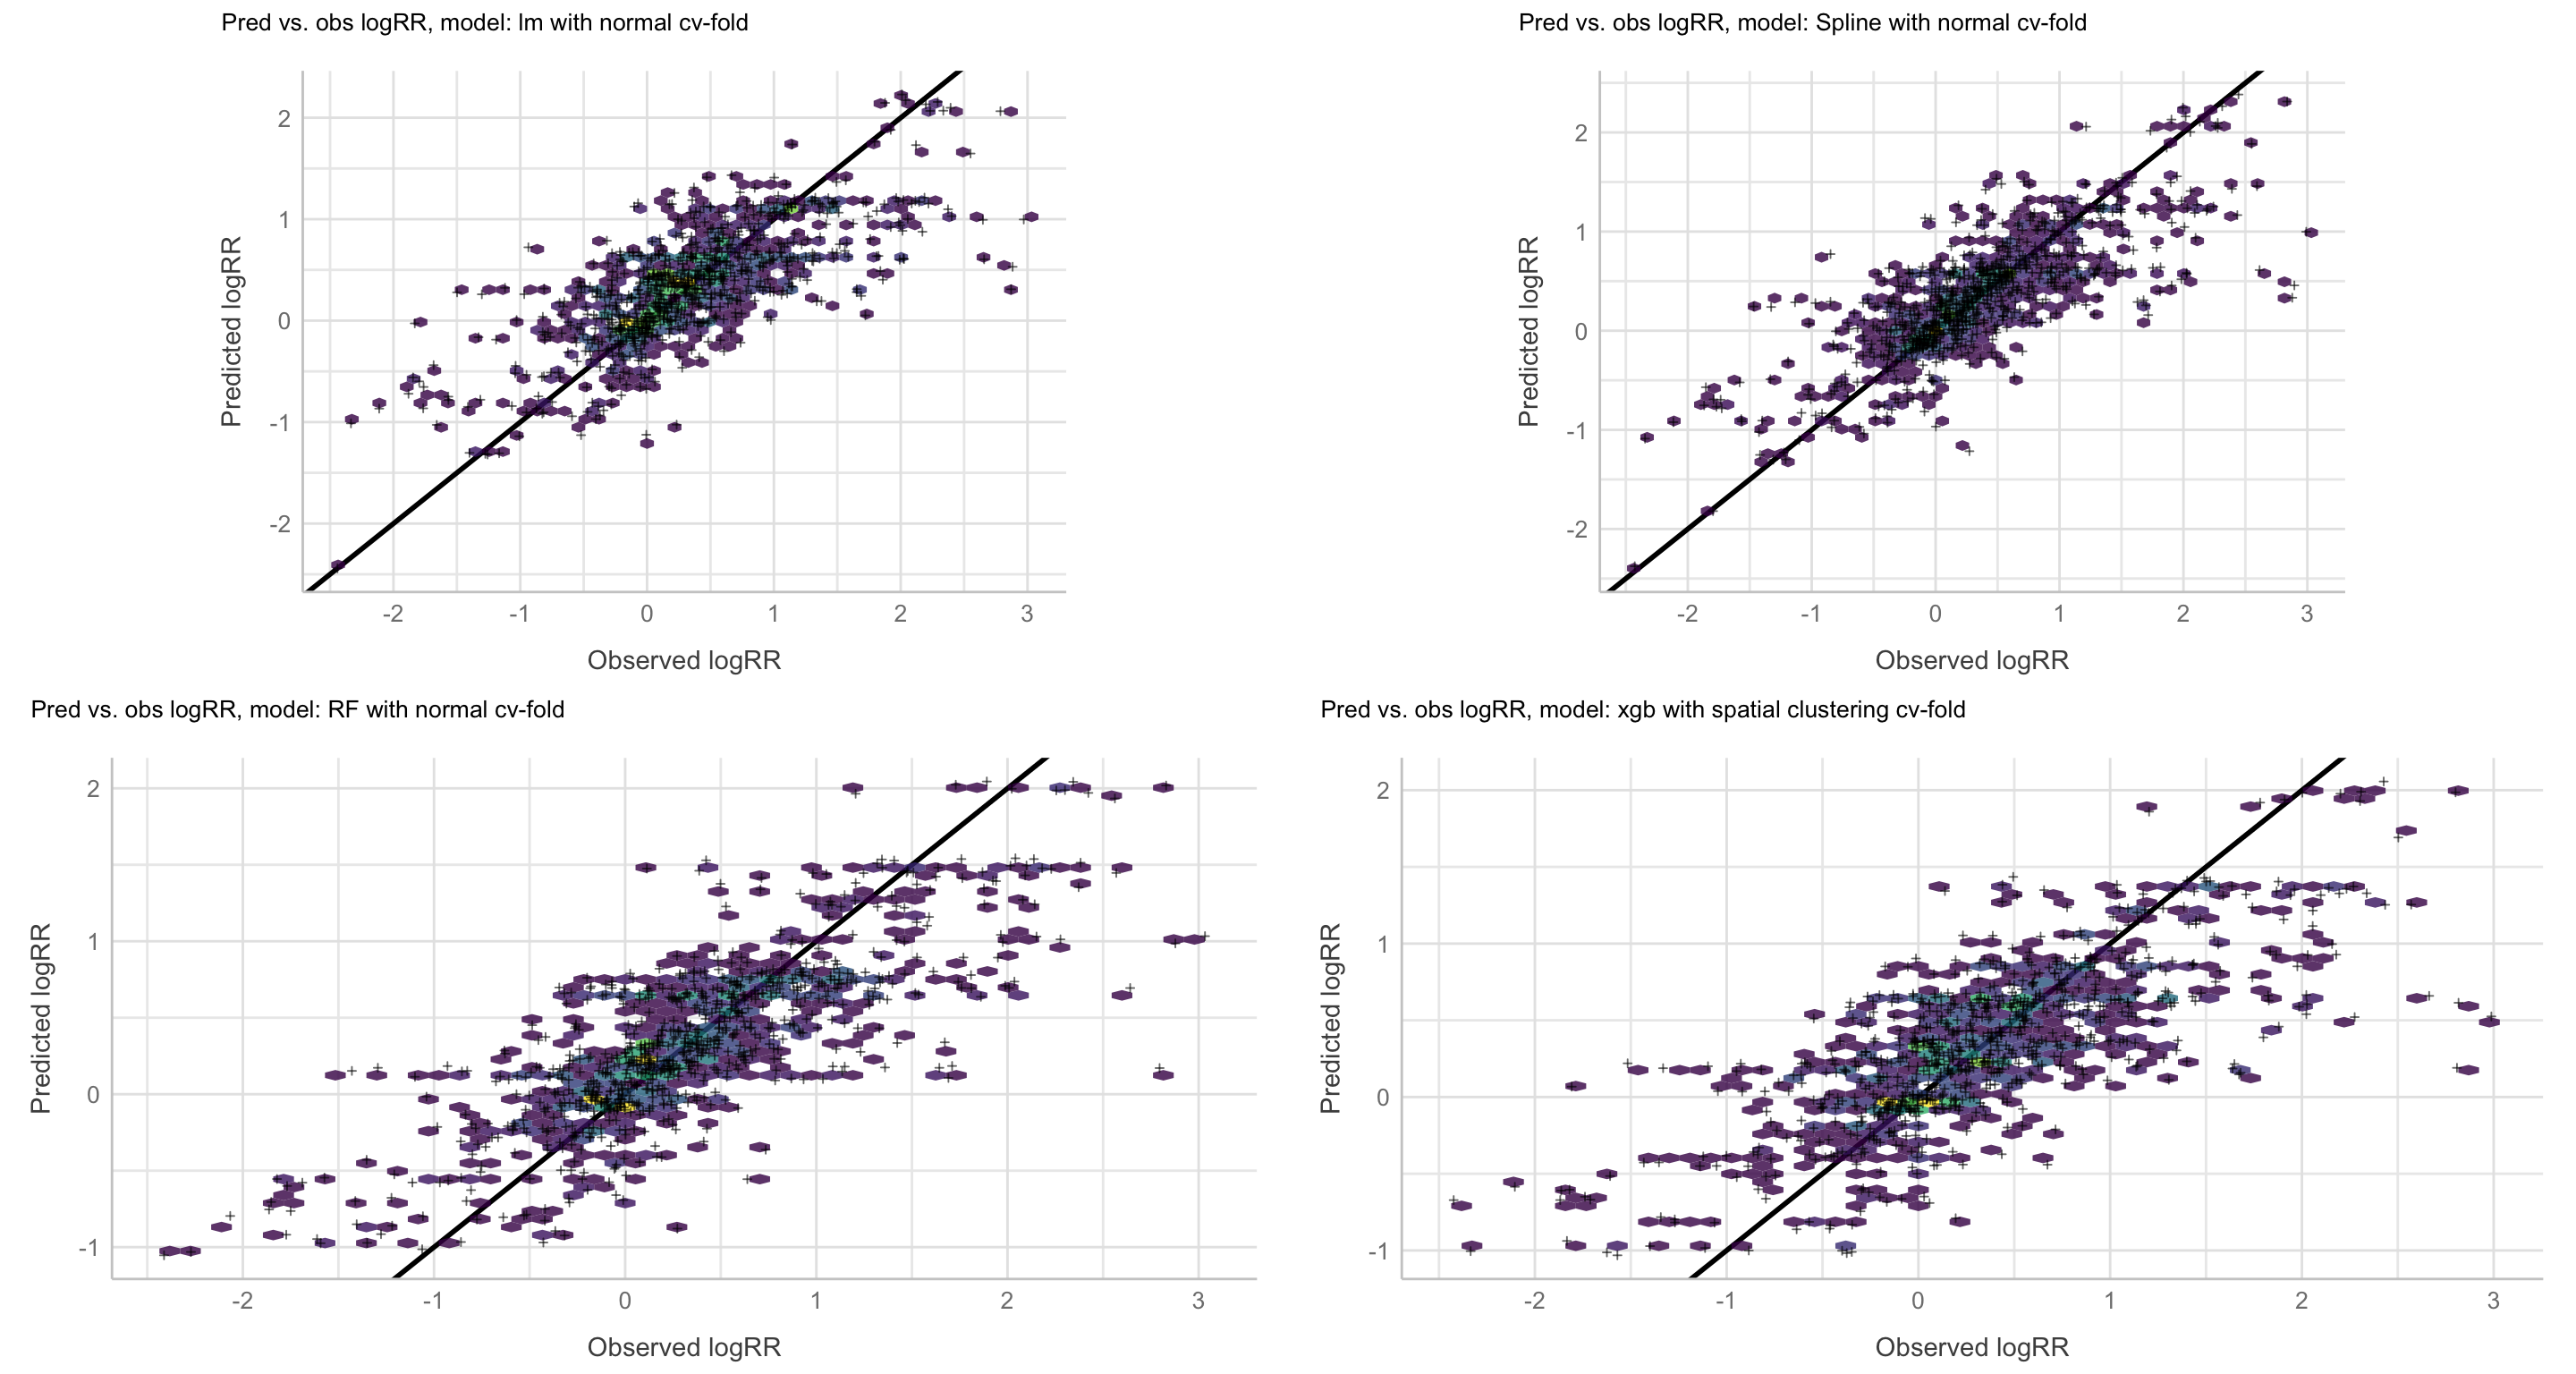 Pred vs. obs logRR, model: lm with normal cv-fold
2
1
0
-1
-2
Predicted logRR
-2 -1 0 1 2 3
Observed logRR
Pred vs. obs logRR, model: Spline with normal cv-fold
2
1
0
-1
-2
Predicted logRR
-2 -1 0 1 2 3
Observed logRR
Pred vs. obs logRR, model: RF with normal cv-fold
2
1
0
-1
Predicted logRR
-2 -1 0 1 2 3
Observed logRR
Pred vs. obs logRR, model: xgb with spatial clustering cv-fold
2
1
0
-1
Predicted logRR
-2 -1 0 1 2 3
Observed logRR